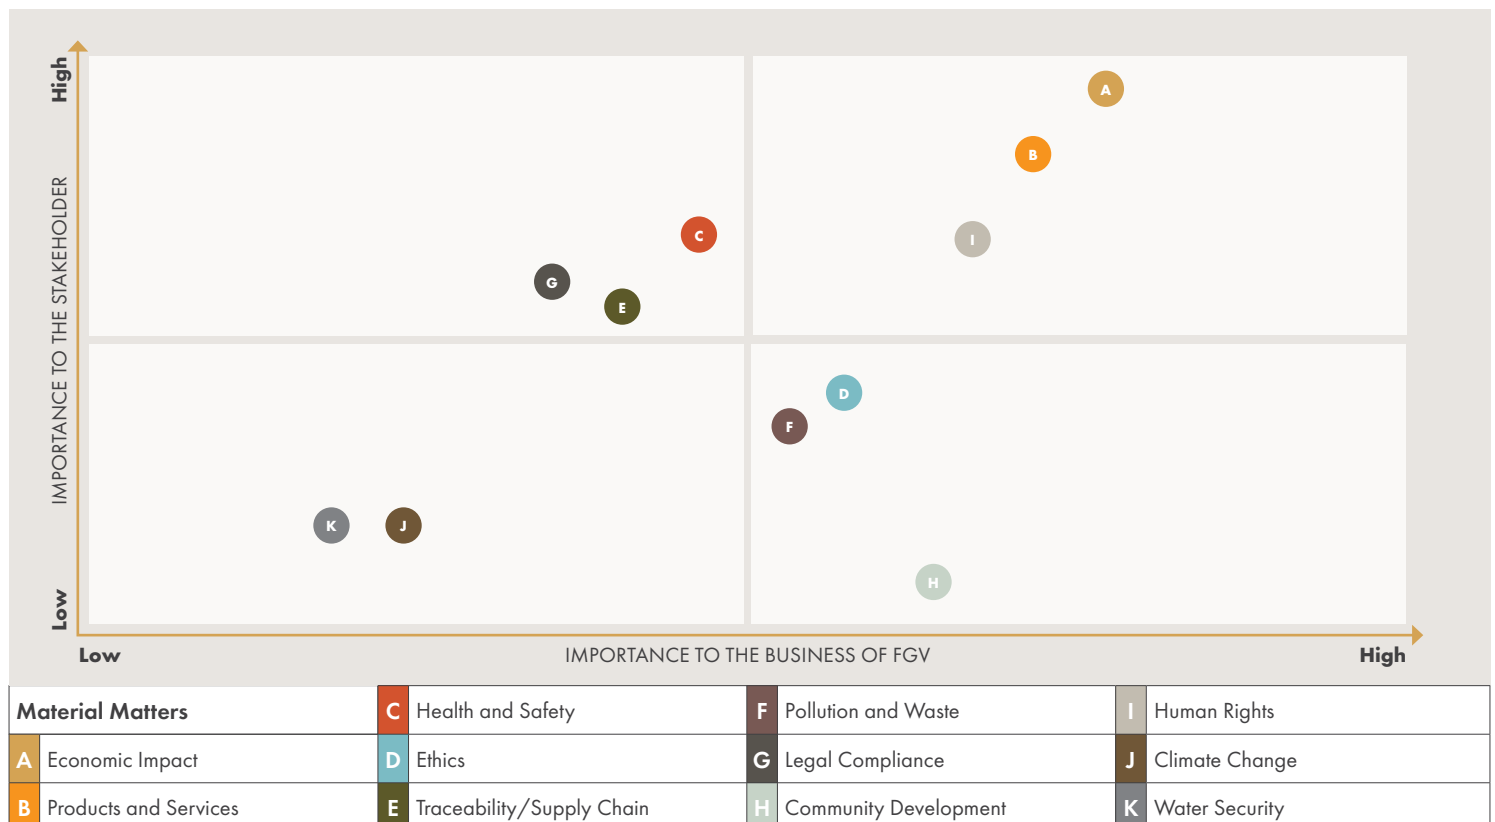 High
IMPORTANCE TO THE STAKEHOLDER
Low
A
B
C
I
G
E
D
F
K
J
H
Low
IMPORTANCE TO THE BUSINESS OF FGV
High
Material Matters
C Health and Safety
F Pollution and Waste
I Human Rights
A Economic Impact
D Ethics
G Legal Compliance
J Climate Change
B Products and Services
E Traceability/Supply Chain
H Community Development
K Water Security